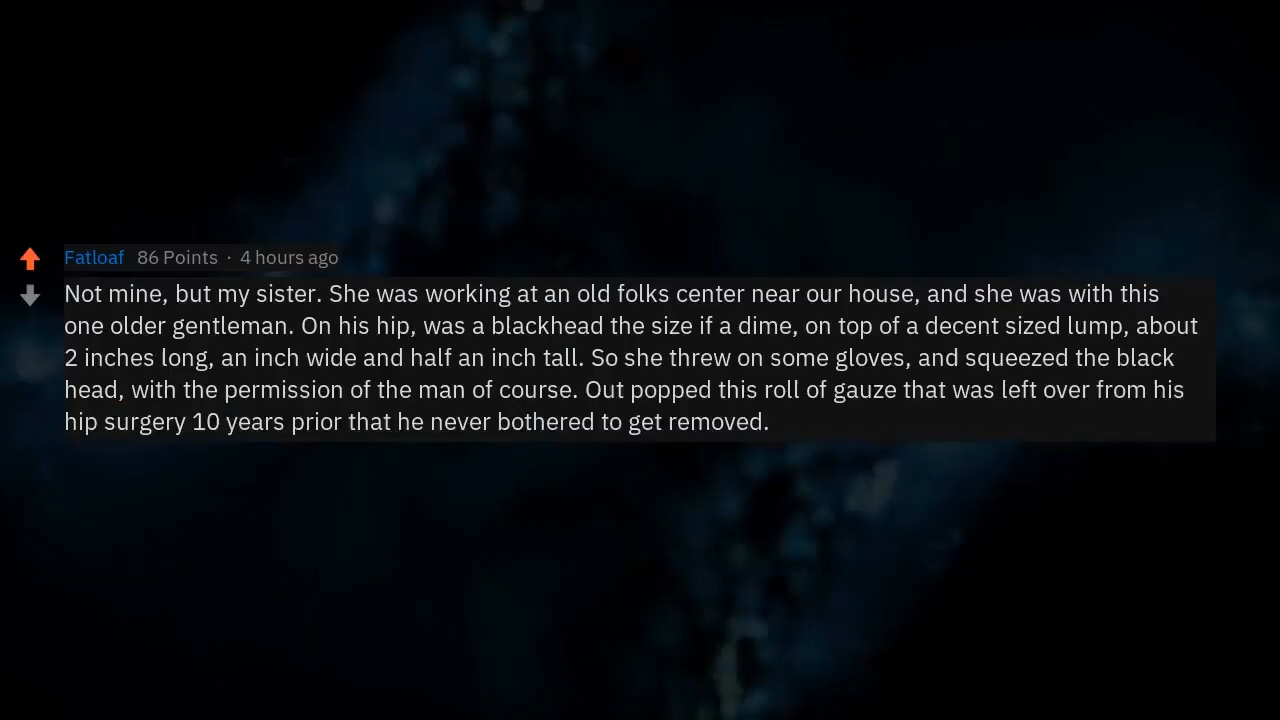 Fatloaf 86 Points · 4 hours ago
Not mine, but my sister. She was working at an old folks center near our house, and she was with this
one older gentleman. On his hip, was a blackhead the size if a dime, on top of a decent sized lump, about
2 inches long, an inch wide and half an inch tall. So she threw on some gloves, and squeezed the black
head, with the permission of the man of course. Out popped this roll of gauze that was left over from his
hip surgery 10 years prior that he never bothered to get removed.